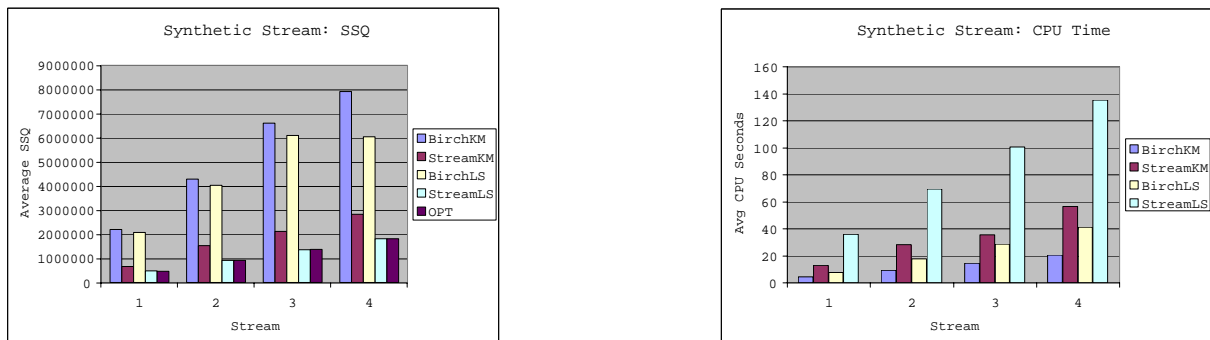 Synthetic Stream: SSQ
9000000
8000000
7000000
6000000
5000000
4000000
3000000
2000000
1000000
0
Average SSQ
1
2
3
4
Stream
BirchKM
StreamKM
BirchLS
StreamLS
OPT
Synthetic Stream: CPU Time
160
140
120
100
80
60
40
20
0
Avg CPU Seconds
1
2
3
4
Stream
BirchKM
StreamKM
BirchLS
StreamLS